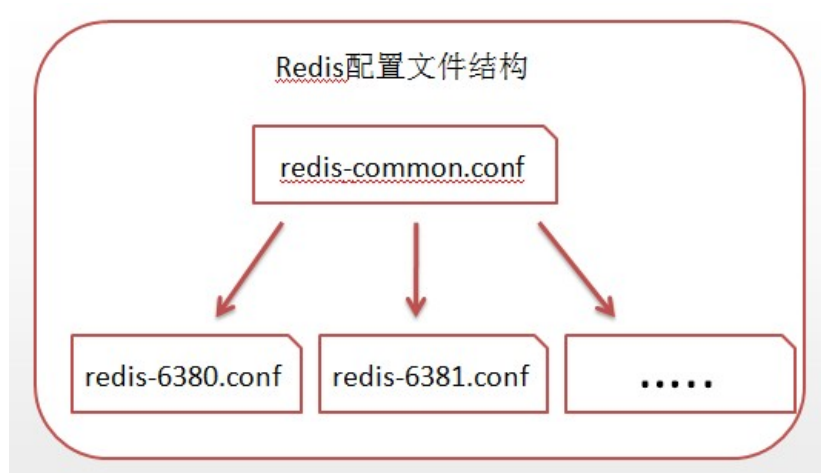 Redis配置文件结构
redis-common.conf
redis-6380.conf
redis-6381.conf
.....